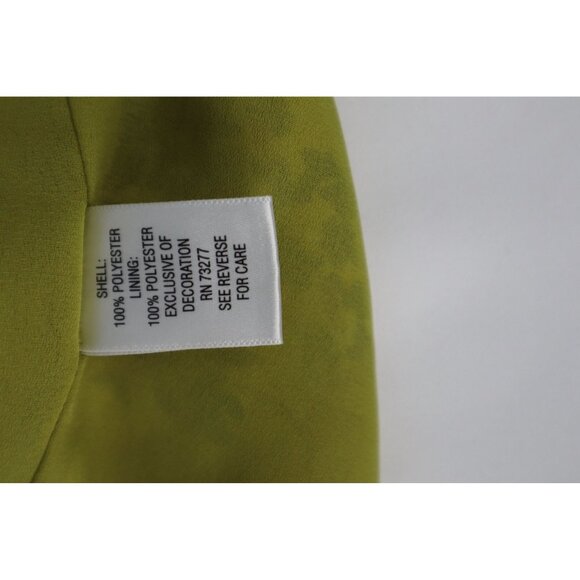 SHELL:
100% POLYESTER
LINING:
100% POLYESTER
EXCLUSIVE OF
DECORATION
RN 73277
SEE REVERSE
FOR CARE